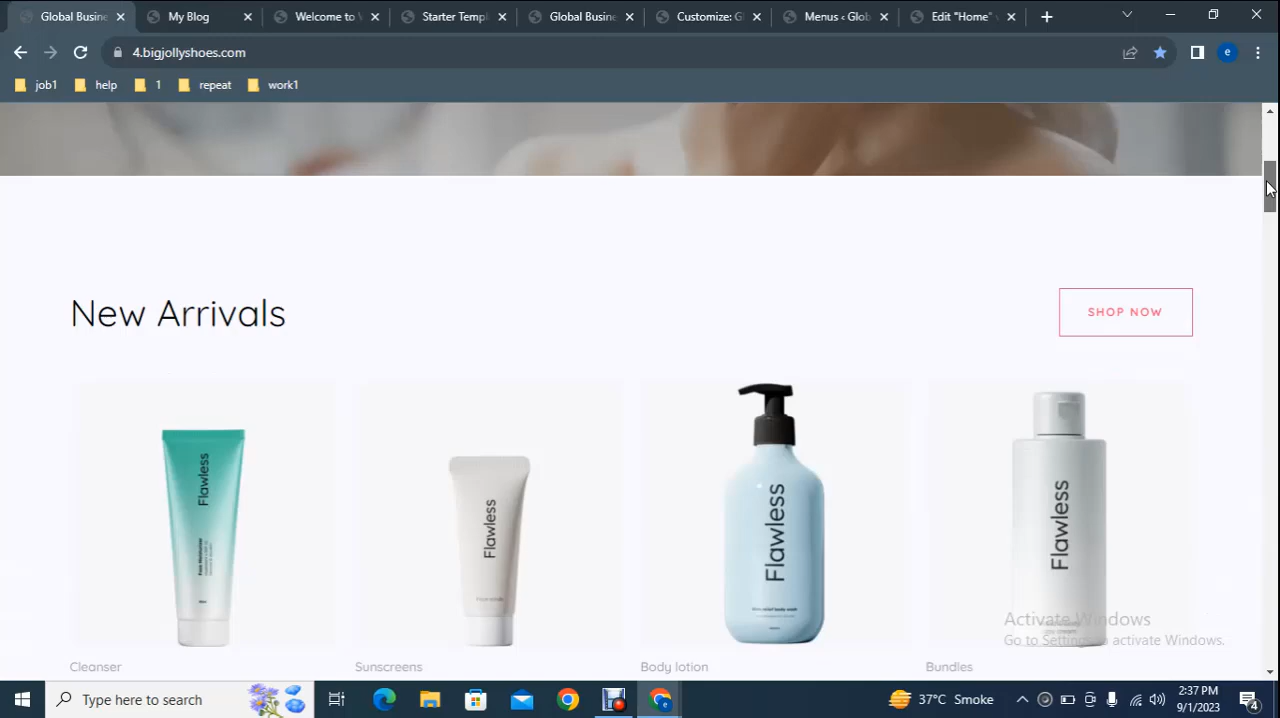 Global Busine
My Blog
Welcome to
Starter Templ
Global Busine
Customize: G
Menus ‹ Glob
Edit "Home"
4.bigjollyshoes.com
e
job1
help
1
repeat
work1
New Arrivals
SHOP NOW
Flawless
Flawless
Flawless
Flawless
Activate Windows
Go to Settings to activate Windows.
Cleanser
Sunscreens
Body lotion
Bundles
Type here to search
37°C Smoke
2:37 PM
9/1/2023
4